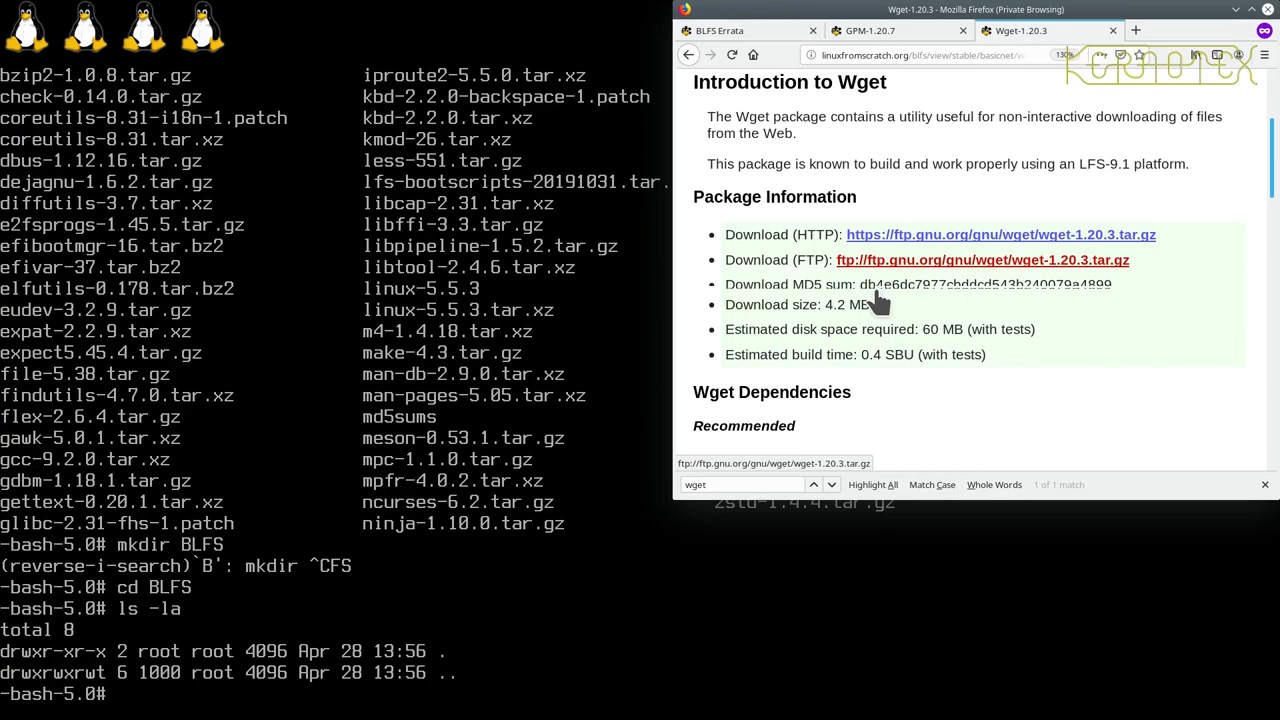 bzip2-1.0.8.tar.gz iproute2-5.5.0.tar.xz
check-0.14.0.tar.gz kbd-2.2.0-backspace-1.patch
coreutils-8.31-i18n-1.patch kbd-2.2.0.tar.xz
coreutils-8.31.tar.xz kmod-26.tar.xz
dbus-1.12.16.tar.gz less-551.tar.gz
dejagnu-1.6.2.tar.gz lfs-bootscripts-20191031.tar.
diffutils-3.7.tar.xz libcap-2.31.tar.xz
e2fsprogs-1.45.5.tar.gz libffi-3.3.tar.gz
efibootmgr-16.tar.bz2 libpipeline-1.5.2.tar.gz
efivar-37.tar.bz2 libtool-2.4.6.tar.xz
elfutils-0.178.tar.bz2 linux-5.5.3
eudev-3.2.9.tar.gz linux-5.5.3.tar.xz
expat-2.2.9.tar.xz m4-1.4.18.tar.xz
expect5.45.4.tar.gz make-4.3.tar.gz
file-5.38.tar.gz man-db-2.9.0.tar.xz
findutils-4.7.0.tar.xz man-pages-5.05.tar.xz
flex-2.6.4.tar.gz md5sums
gawk-5.0.1.tar.xz meson-0.53.1.tar.gz
gcc-9.2.0.tar.xz mpc-1.1.0.tar.gz
gdbm-1.18.1.tar.gz mpfr-4.0.2.tar.xz
gettext-0.20.1.tar.xz ncurses-6.2.tar.gz
glibc-2.31-fhs-1.patch ninja-1.10.0.tar.gz
-bash-5.0# mkdir BLFS
(reverse-i-search)`B': mkdir ^CFS
-bash-5.0# cd BLFS
-bash-5.0# ls -la
total 8
drwxr-xr-x 2 root root 4096 Apr 28 13:56 .
drwxrwxrwt 6 1000 root 4096 Apr 28 13:56 ..
-bash-5.0#
Wget-1.20.3 - Mozilla Firefox (Private Browsing)
BLFS Errata GPM-1.20.7 Wget-1.20.3
linuxfromscratch.org/blfs/view/stable/basicnet/w 130%
KERNOTEX
Introduction to Wget
The Wget package contains a utility useful for non-interactive downloading of files
from the Web.
This package is known to build and work properly using an LFS-9.1 platform.
Package Information
Download (HTTP): https://ftp.gnu.org/gnu/wget/wget-1.20.3.tar.gz
Download (FTP): ftp://ftp.gnu.org/gnu/wget/wget-1.20.3.tar.gz
Download MD5 sum: db4e6dc7977cbddcd543b240079a4899
Download size: 4.2 MB
Estimated disk space required: 60 MB (with tests)
Estimated build time: 0.4 SBU (with tests)
Wget Dependencies
Recommended
ftp://ftp.gnu.org/gnu/wget/wget-1.20.3.tar.gz
wget Highlight All Match Case Whole Words 1 of 1 match